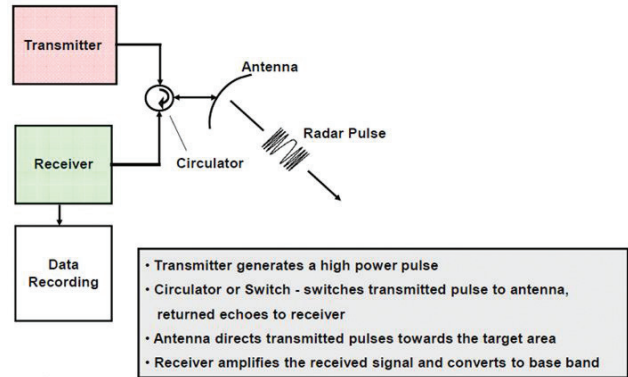 Transmitter
Antenna
Radar Pulse
Receiver
Circulator
Data
Recording
• Transmitter generates a high power pulse
• Circulator or Switch - switches transmitted pulse to antenna,
returned echoes to receiver
• Antenna directs transmitted pulses towards the target area
• Receiver amplifies the received signal and converts to base band